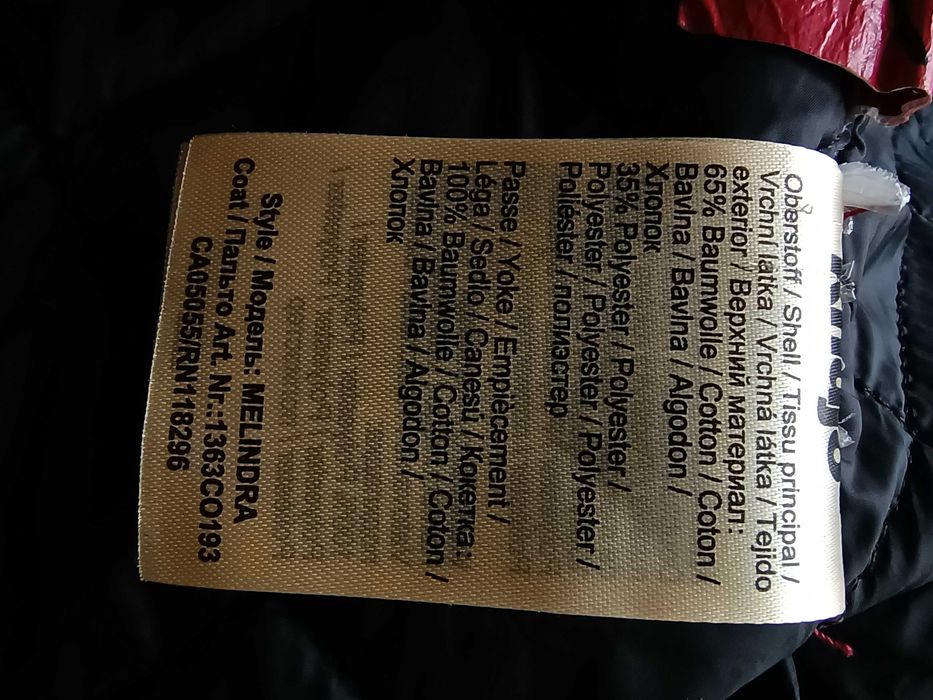 Oberstoff / Shell / Tissu principal /
Vrchní látka / Vrchná látka / Tejido
exterior / Верхний материал:
65% Baumwolle / Cotton / Coton /
Bavlna / Bavlna / Algodon /
Хлопок
35% Polyester / Polyester /
Polyester / Polyester / Polyester /
Poliéster / полиэстер
Passe / Yoke / Empiècement /
Léga / Sedlo / Canesú / Кокетка:
100% Baumwolle / Cotton / Coton /
Bavlna / Bavlna / Algodon /
Хлопок
Style / Модель: MELINDRA
Coat / Пальто Art. Nr.:1363CO193
CA05055/RN118296